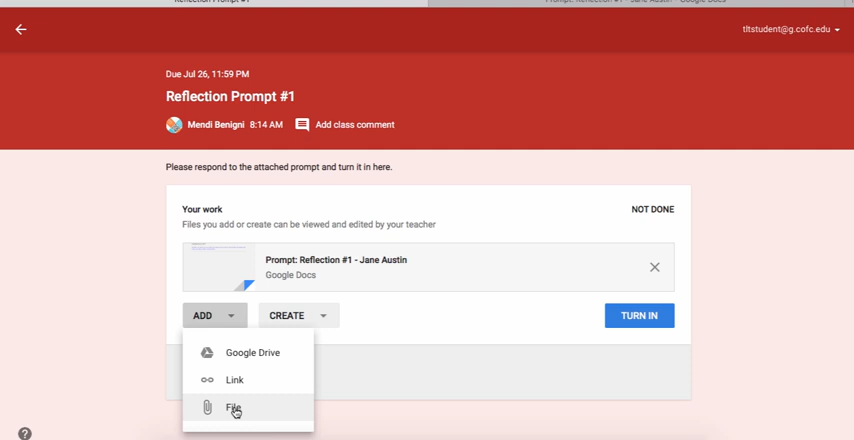 tltstudent@g.cofc.edu
Due Jul 26, 11:59 PM
Reflection Prompt #1
Mendi Benigni 8:14 AM Add class comment
Please respond to the attached prompt and turn it in here.
Your work NOT DONE
Files you add or create can be viewed and edited by your teacher
Prompt: Reflection #1 - Jane Austin
Google Docs
ADD CREATE TURN IN
Google Drive
Link
File